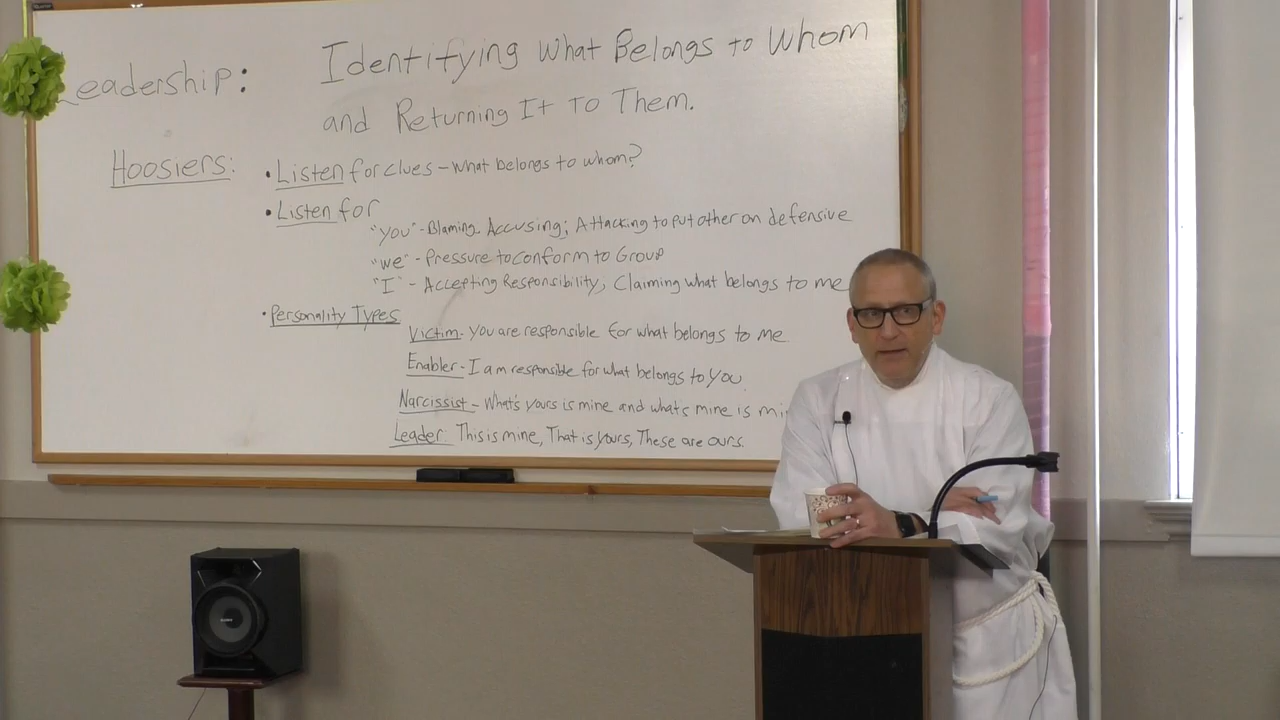 Leadership: Identifying What Belongs to Whom
and Returning It To Them.
Hoosiers: • Listen for clues – What belongs to whom?
• Listen for
"you" - Blaming. Accusing; Attacking to put other on defensive
"we" - Pressure to Conform to Group
"I" - Accepting Responsibility; Claiming what belongs to me
• Personality Types
Victim - You are responsible for what belongs to me
Enabler - I am responsible for what belongs to You.
Narcissist – What's yours is mine and what's mine is mi
Leader This is mine, That is yours, These are ours.
SONY